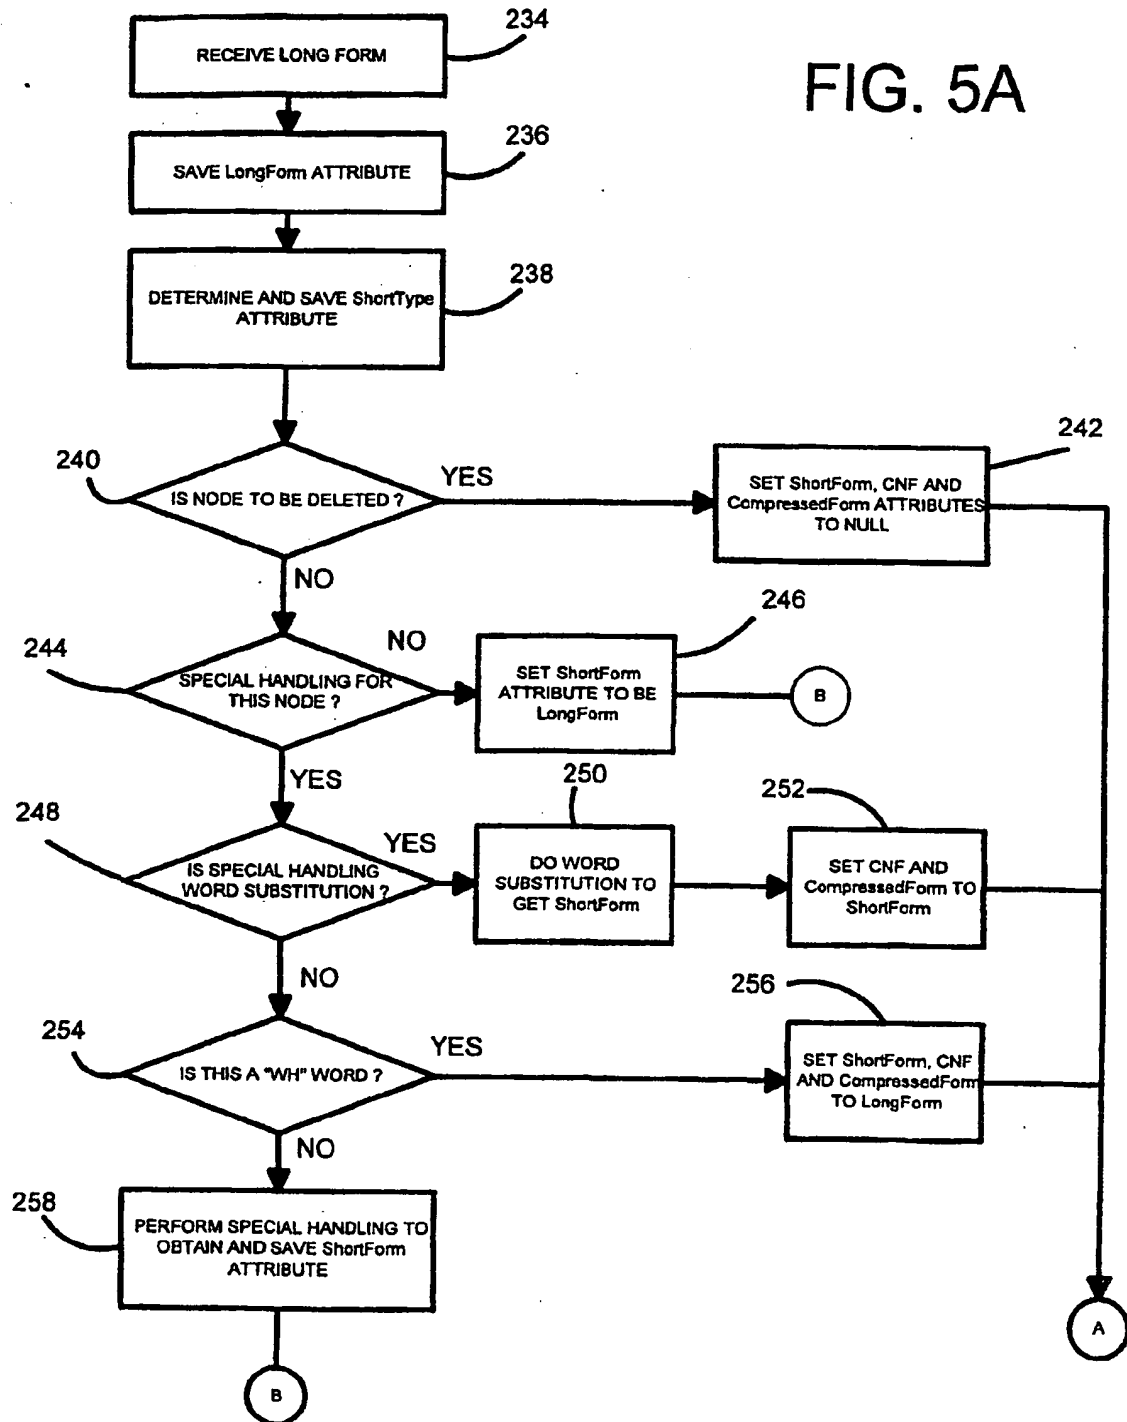 FIG. 5A
234
RECEIVE LONG FORM
236
SAVE LongForm ATTRIBUTE
238
DETERMINE AND SAVE ShortType
ATTRIBUTE
240
IS NODE TO BE DELETED ?
YES
242
SET ShortForm, CNF AND
CompressedForm ATTRIBUTES
TO NULL
NO
244
SPECIAL HANDLING FOR
THIS NODE ?
NO
246
SET ShortForm
ATTRIBUTE TO BE
LongForm
B
YES
248
IS SPECIAL HANDLING
WORD SUBSTITUTION ?
YES
250
DO WORD
SUBSTITUTION TO
GET ShortForm
252
SET CNF AND
CompressedForm TO
ShortForm
NO
254
IS THIS A "WH" WORD ?
YES
256
SET ShortForm, CNF
AND CompressedForm
TO LongForm
NO
258
PERFORM SPECIAL HANDLING TO
OBTAIN AND SAVE ShortForm
ATTRIBUTE
A
B